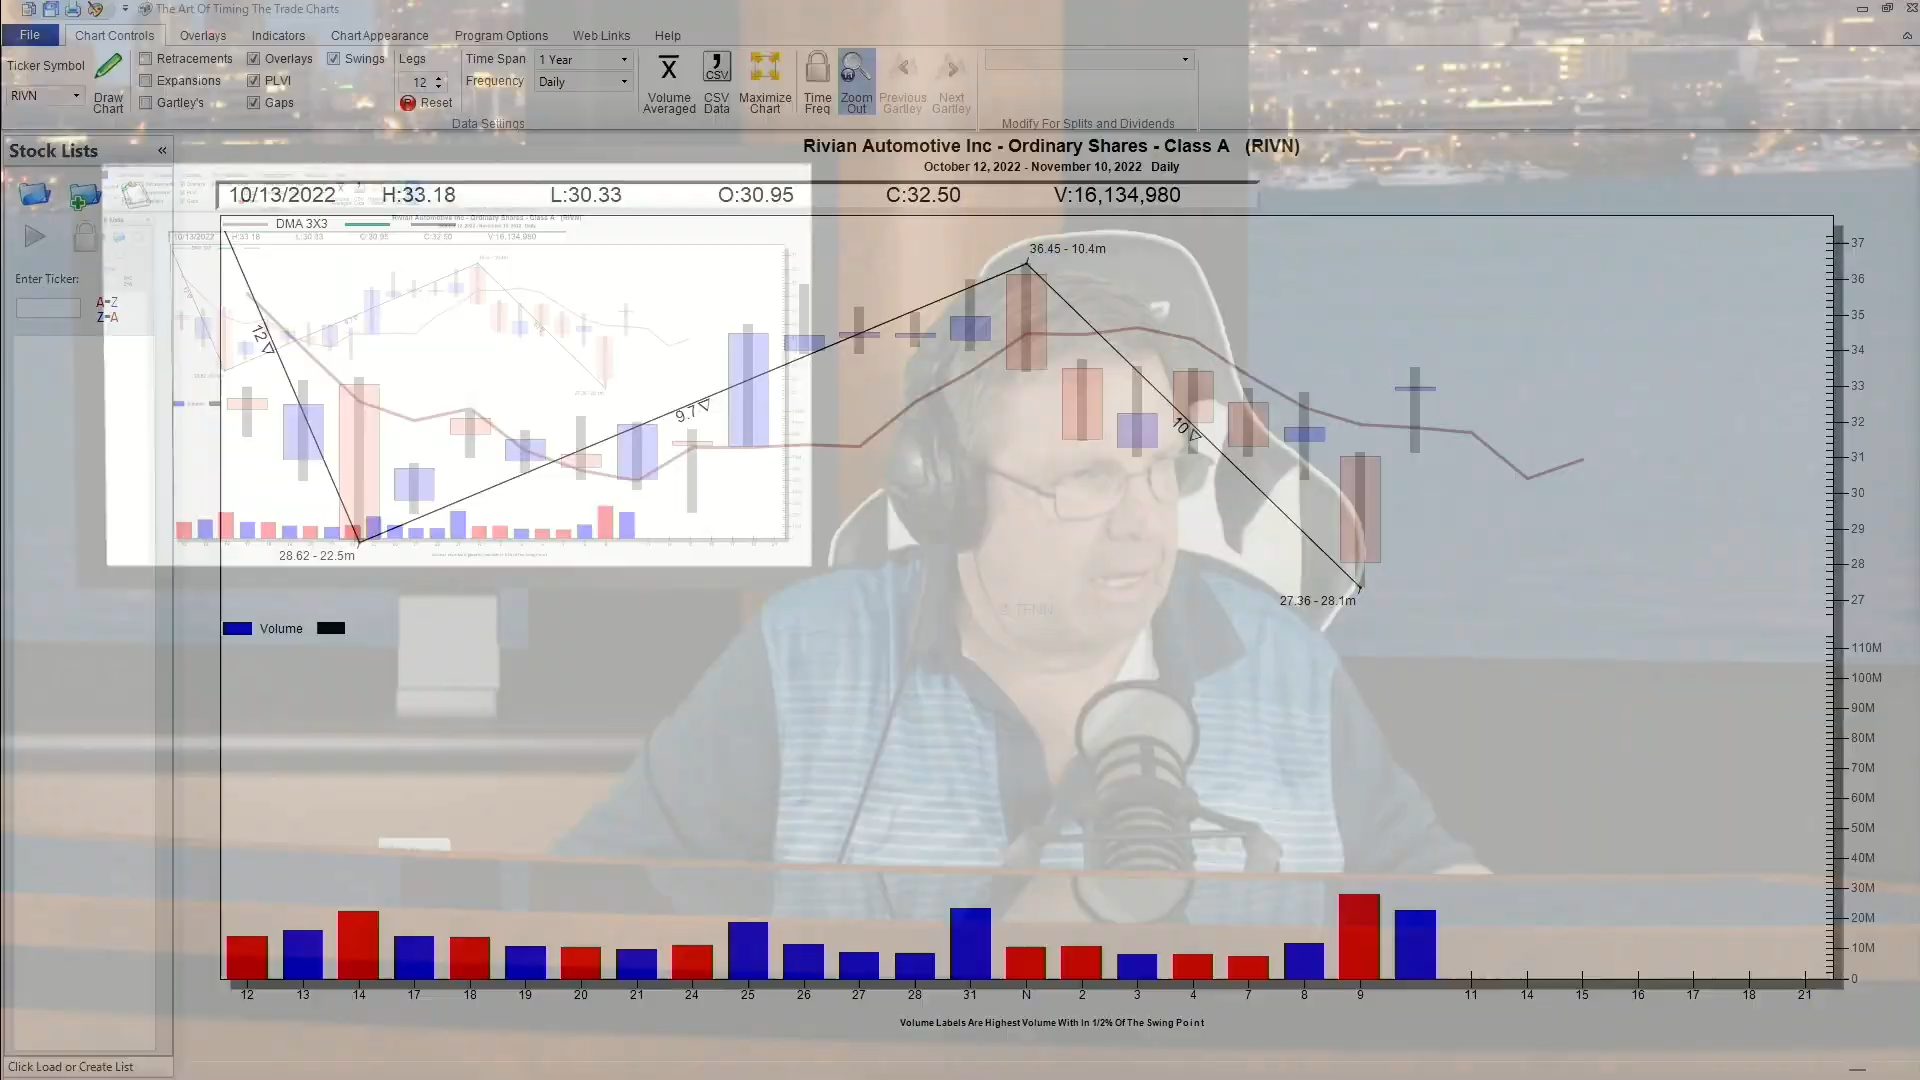 The Art Of Timing The Trade Charts
File Chart Controls Overlays Indicators Chart Appearance Program Options Web Links Help
Ticker Symbol
RIVN
Draw Chart
Retracements Overlays Swings
Expansions PLVI
Gartley's Gaps
Legs
12
Reset
Time Span 1 Year
Frequency Daily
Data Settings
Volume Averaged
CSV
CSV Data
Maximize Chart
Time Freq
Zoom Out
Previous Gartley
Next Gartley
Modify For Splits and Dividends
Stock Lists «
Enter Ticker:
A=Z
Z=A
Rivian Automotive Inc - Ordinary Shares - Class A (RIVN)
October 12, 2022 - November 10, 2022 Daily
10/13/2022 H:33.18 L:30.33 O:30.95 C:32.50 V:16,134,980
DMA 3X3
36.45 - 10.4m
12
9.7
10
28.62 - 22.5m
27.36 - 28.1m
37
36
35
34
33
32
31
30
29
28
27
Volume
110M
100M
90M
80M
70M
60M
50M
40M
30M
20M
10M
0
12 13 14 17 18 19 20 21 24 25 26 27 28 31 N 2 3 4 7 8 9 11 14 15 16 17 18 21
Volume Labels Are Highest Volume With In 1/2% Of The Swing Point
Click Load or Create List